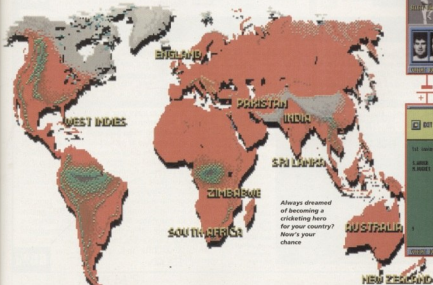 ENGLAND
PAKISTAN
INDIA
WEST INDIES
SRI LANKA
ZIMBABWE
Always dreamed
of becoming a
cricketing hero
for your country?
Now's your
chance
SOUTH AFRICA
AUSTRALIA
NEW ZEALAND